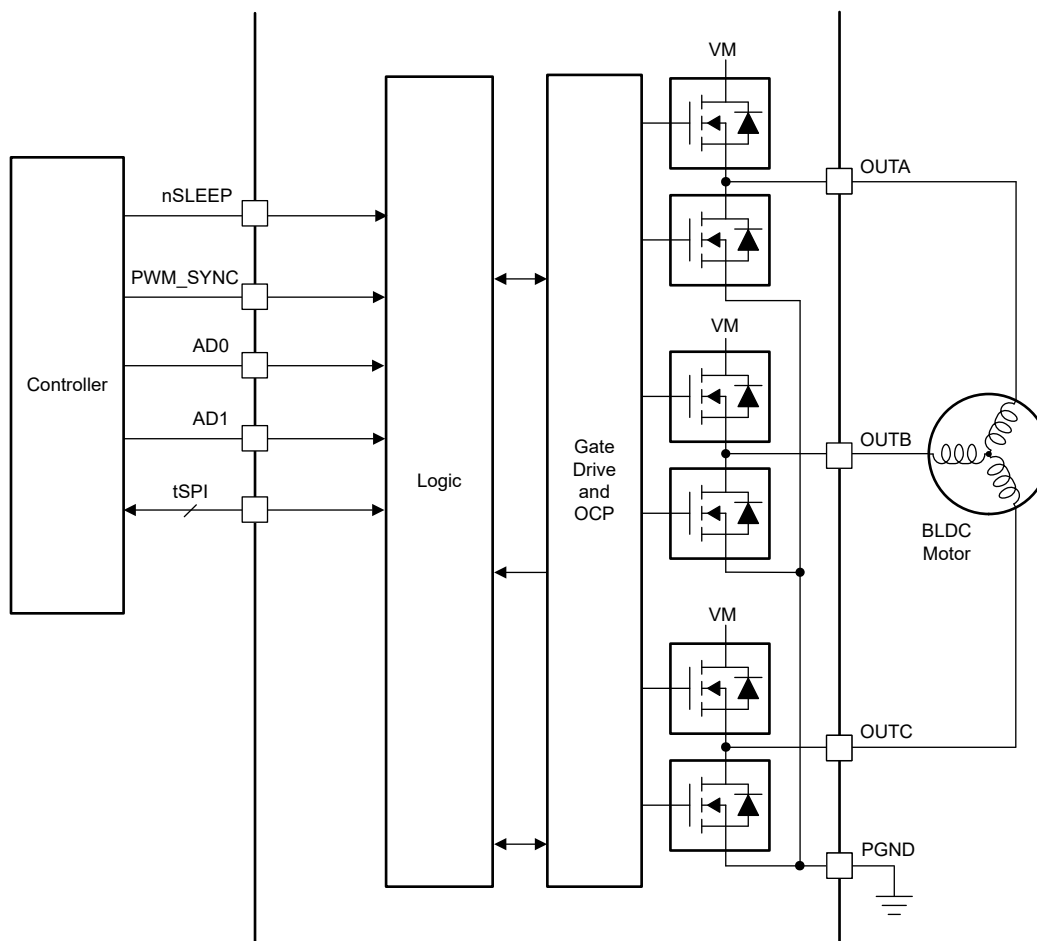 VM
OUTA
nSLEEP
PWM_SYNC
VM
AD0
Controller
AD1
OUTB
Gate
Drive
and
OCP
Logic
tSPI
BLDC
Motor
VM
OUTC
PGND